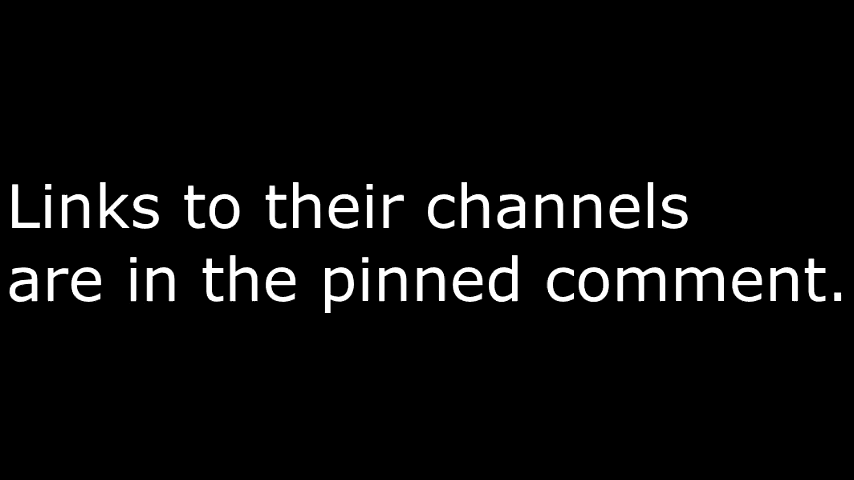 Links to their channels
are in the pinned comment.